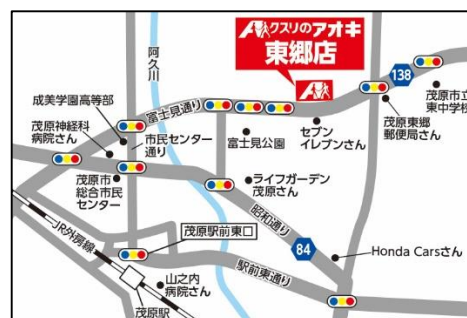 クスリのアオキ
東郷店
138
茂原市立
東中学校
茂原東郷
郵便局さん
セブン
イレブンさん
富士見公園
富士見通り
阿久川
成美学園高等部
茂原神経科
病院さん
市民センター
通り
茂原市
総合市民
センター
ライフガーデン
茂原さん
昭和通り
84
Honda Carsさん
茂原駅前東口
駅前東通り
JR外房線
山之内
病院さん
茂原駅